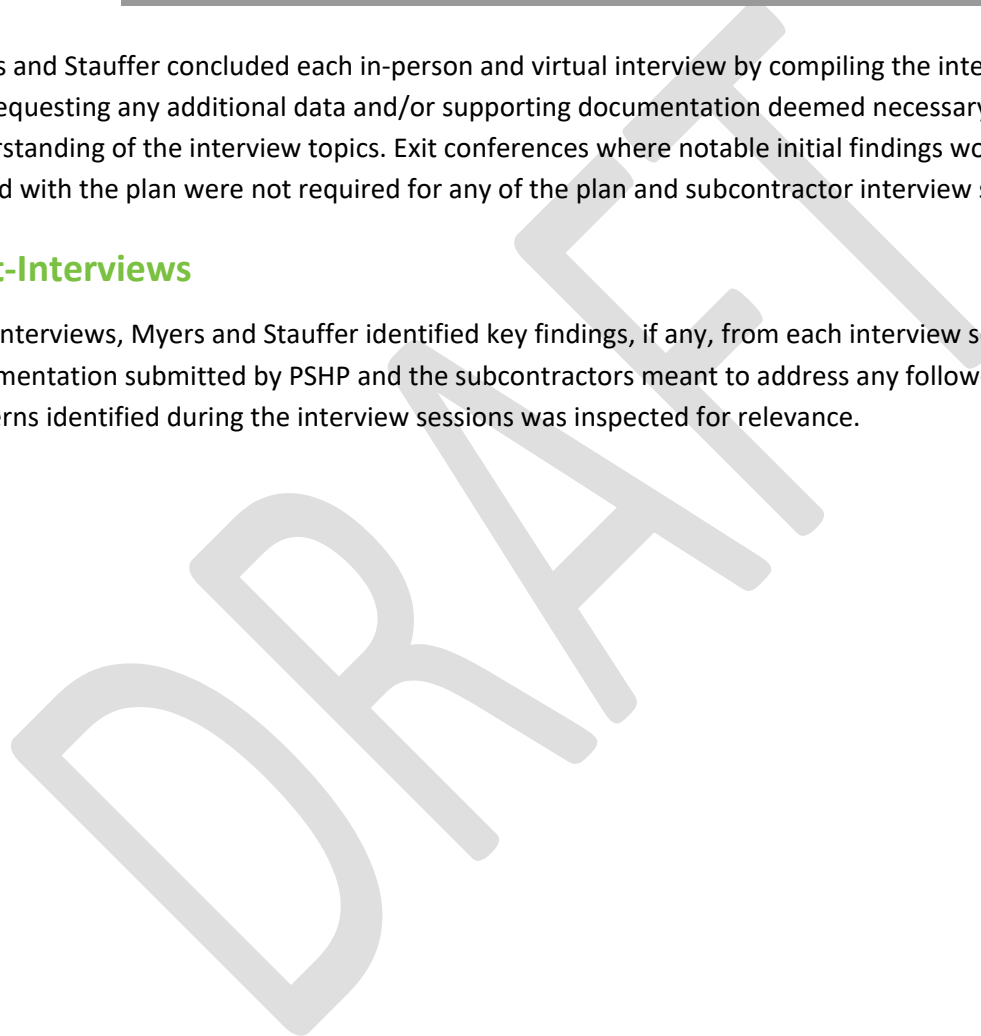 s and Stauffer concluded each in-person and virtual interview by compiling the inte
equesting any additional data and/or supporting documentation deemed necessary
rstanding of the interview topics. Exit conferences where notable initial findings wo
d with the plan were not required for any of the plan and subcontractor interview s
t-Interviews
nterviews, Myers and Stauffer identified key findings, if any, from each interview s
mentation submitted by PSHP and the subcontractors meant to address any follow
erns identified during the interview sessions was inspected for relevance.
DRAFT